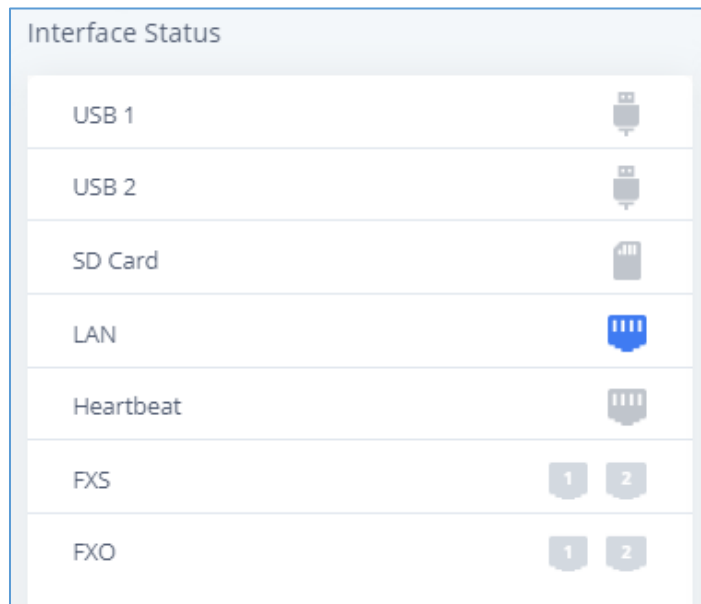 Interface Status
USB 1
USB 2
SD Card
LAN
Heartbeat
FXS 1 2
FXO 1 2